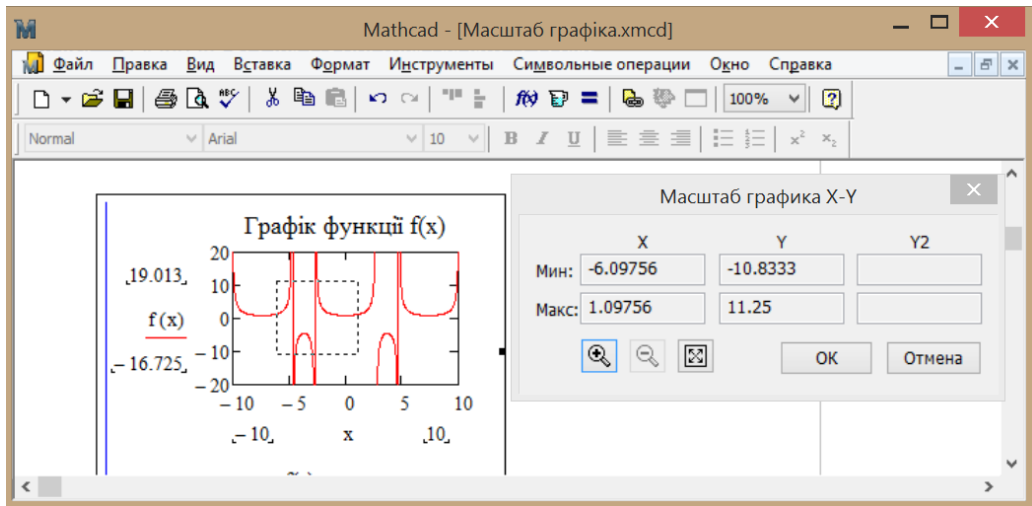 Mathcad - [Масштаб графіка.xmcd]
Файл Правка Вид Вставка Формат Инструменты Символьные операции Окно Справка
100%
Normal Arial 10 B I U
Масштаб графика X-Y
X Y Y2
Мин: -6.09756 -10.8333
Макс: 1.09756 11.25
OK Отмена
Графік функції f(x)
20
19.013
10
f(x) 0
– 10
– 16.725
– 20
– 10 – 5 0 5 10
– 10 x 10